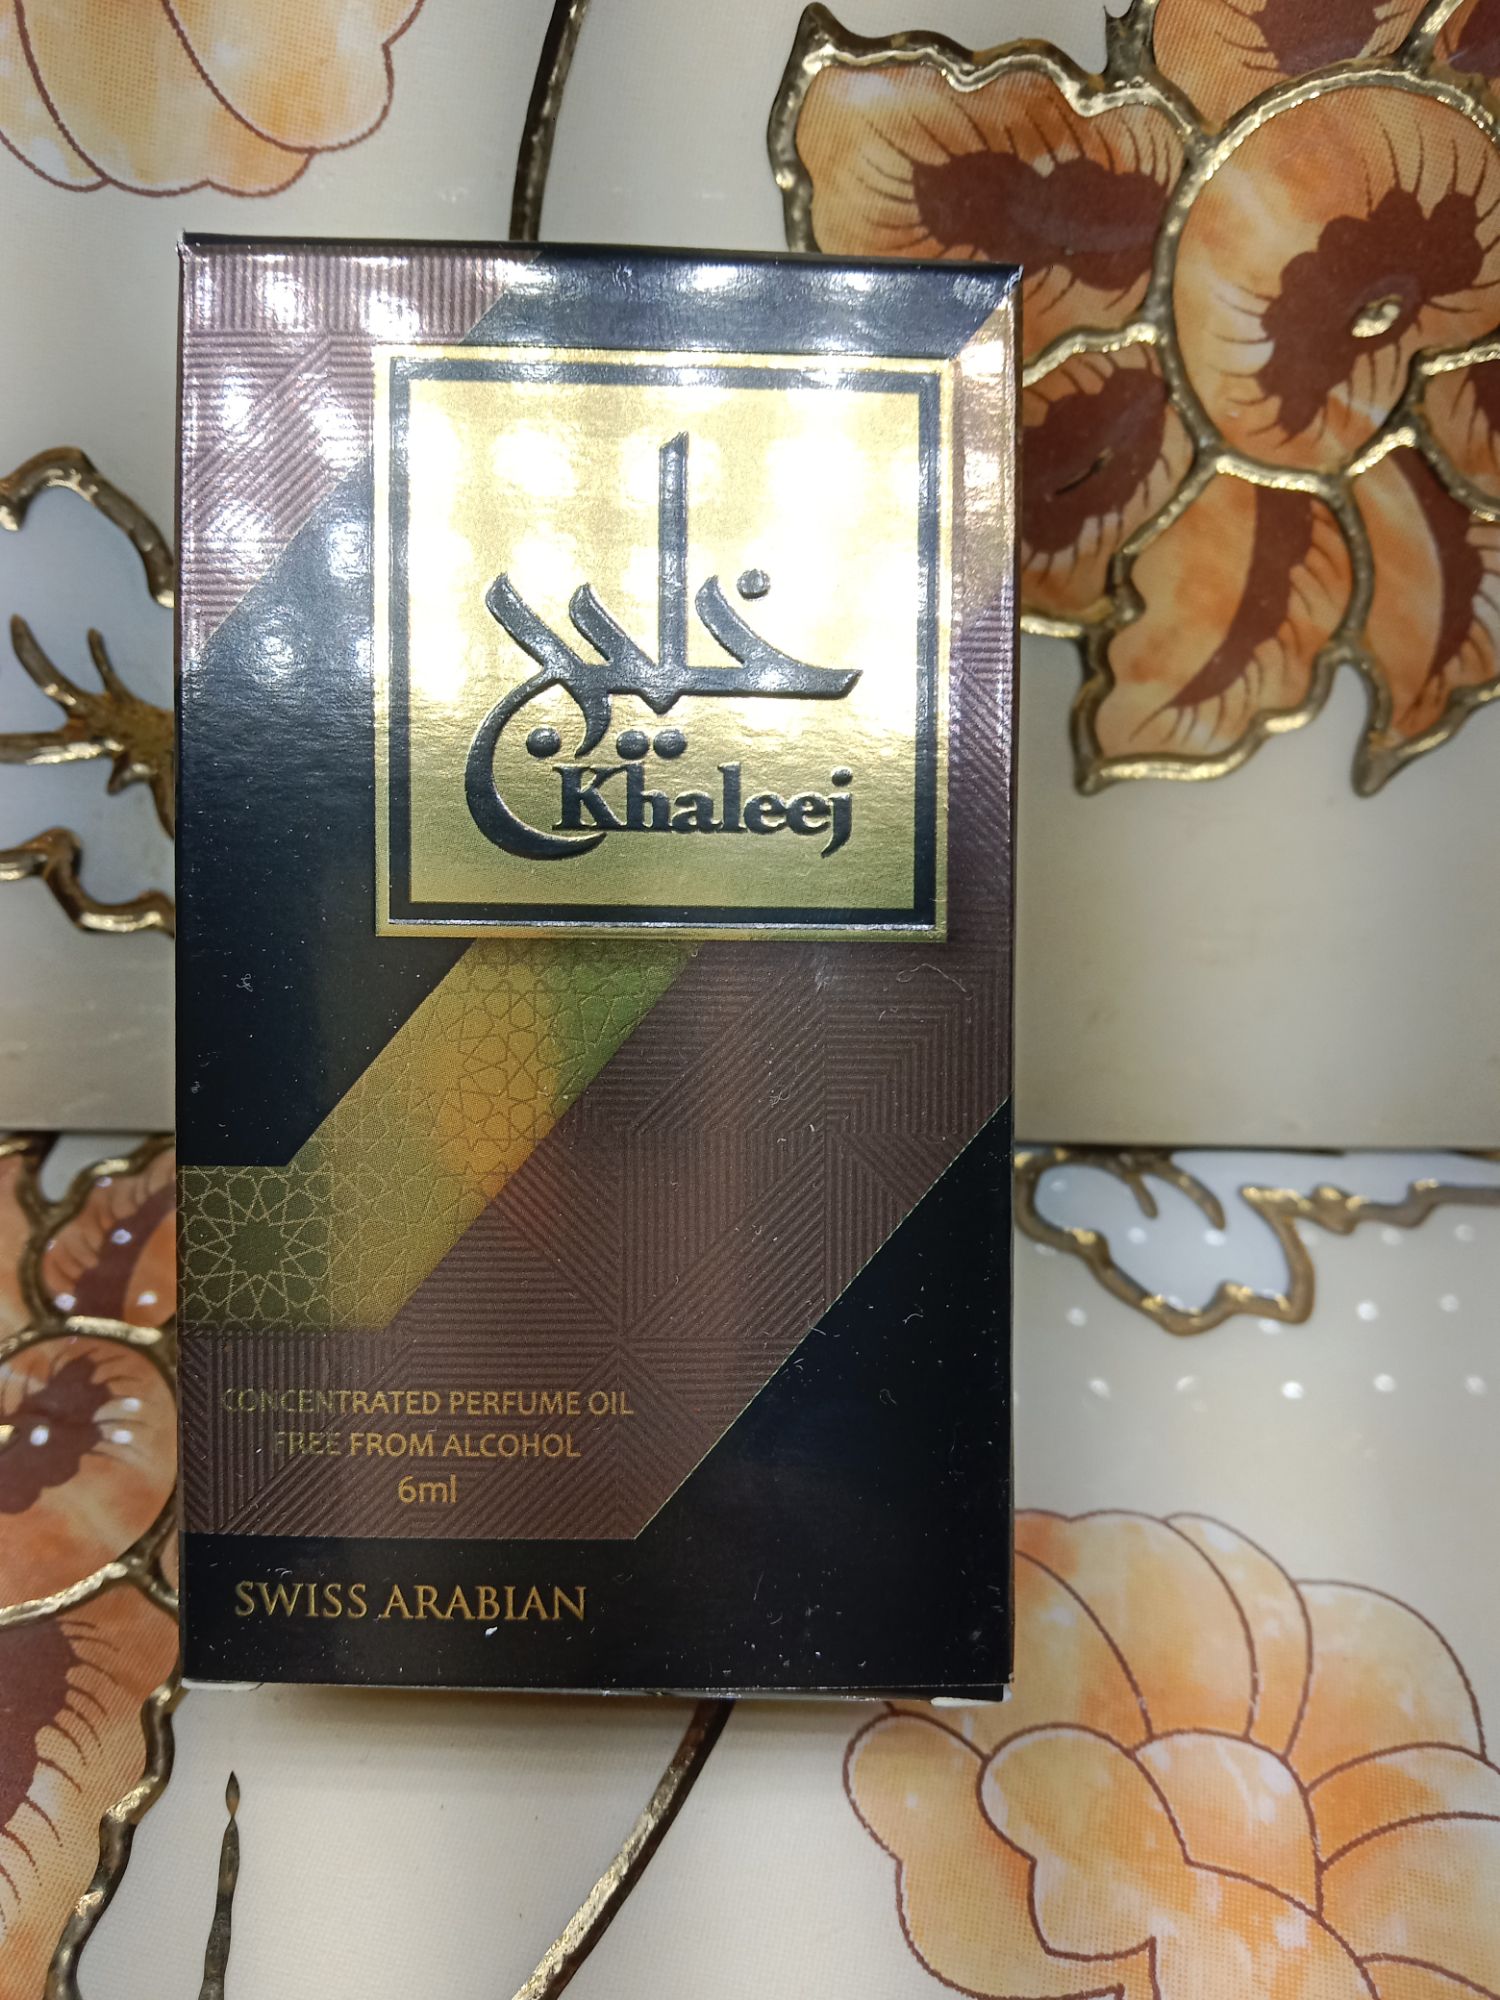 خليج
Khaleej
CONCENTRATED PERFUME OIL
FREE FROM ALCOHOL
6ml
SWISS ARABIAN